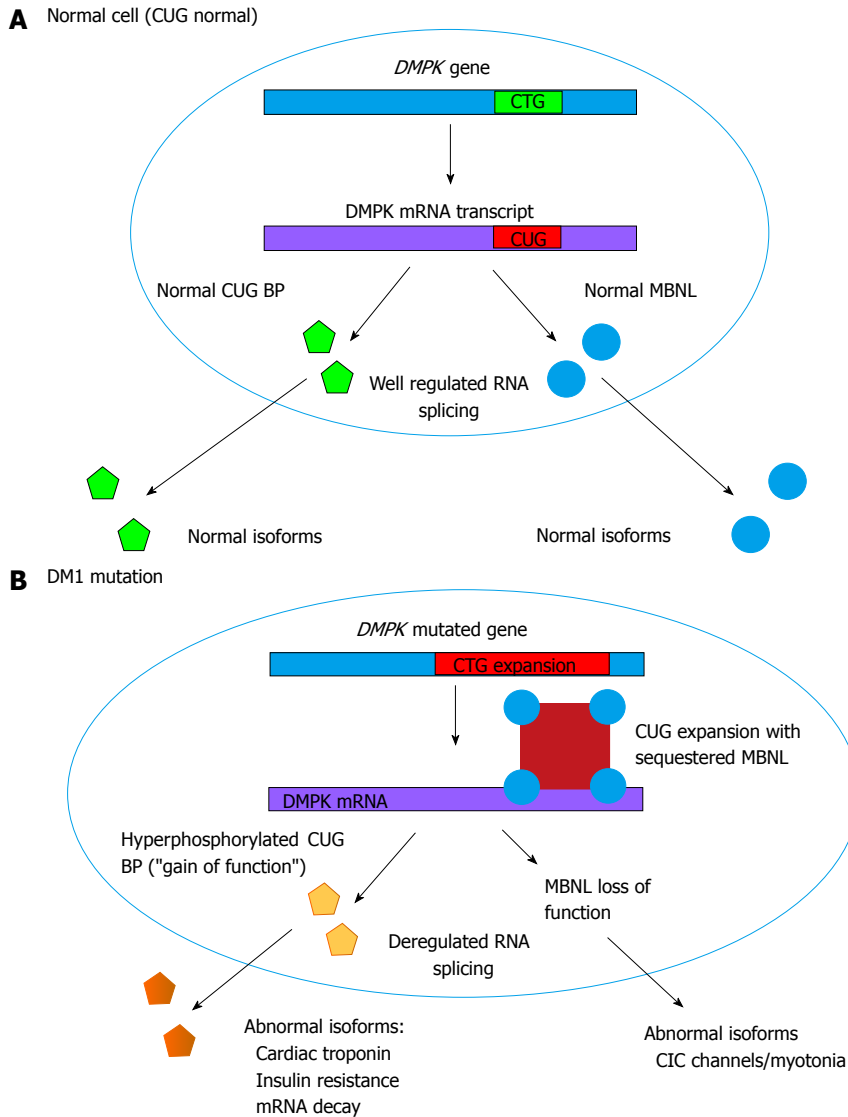 A Normal cell (CUG normal)
DMPK gene
CTG
DMPK mRNA transcript
CUG
Normal CUG BP
Normal MBNL
Well regulated RNA
splicing
Normal isoforms
Normal isoforms
B DM1 mutation
DMPK mutated gene
CTG expansion
CUG expansion with
sequestered MBNL
DMPK mRNA
Hyperphosphorylated CUG
BP ("gain of function")
MBNL loss of
function
Deregulated RNA
splicing
Abnormal isoforms:
Cardiac troponin
Insulin resistance
mRNA decay
Abnormal isoforms
CIC channels/myotonia